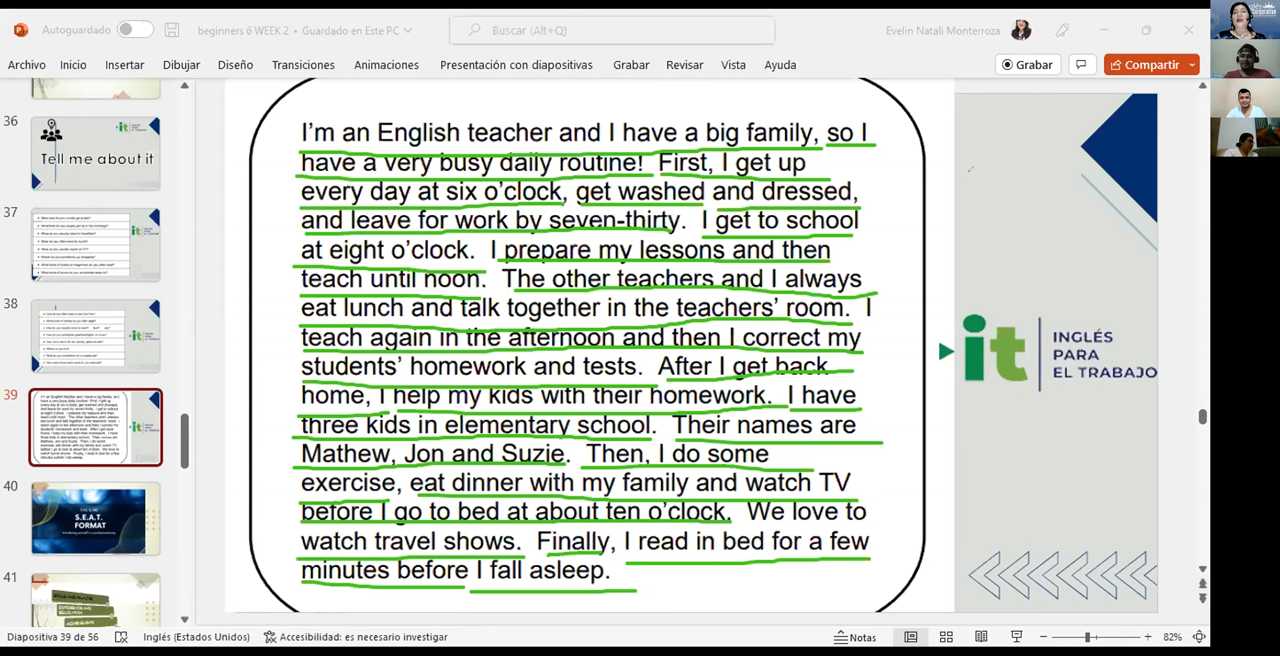 Autoguardado
beginners 6 WEEK 2 • Guardado en Este PC
Buscar (Alt+Q)
Evelin Natali Monterroza
Archivo Inicio Insertar Dibujar Diseño Transiciones Animaciones Presentación con diapositivas Grabar Revisar Vista Ayuda
Grabar
Compartir
36
Tell me about it
37
38
39
40
S.E.A.T.
FORMAT
41
I'm an English teacher and I have a big family, so I
have a very busy daily routine! First, I get up
every day at six o'clock, get washed and dressed,
and leave for work by seven-thirty. I get to school
at eight o'clock. I prepare my lessons and then
teach until noon. The other teachers and I always
eat lunch and talk together in the teachers' room. I
teach again in the afternoon and then I correct my
students' homework and tests. After I get back
home, I help my kids with their homework. I have
three kids in elementary school. Their names are
Mathew, Jon and Suzie. Then, I do some
exercise, eat dinner with my family and watch TV
before I go to bed at about ten o'clock. We love to
watch travel shows. Finally, I read in bed for a few
minutes before I fall asleep.
it
INGLÉS
PARA
EL TRABAJO
Diapositiva 39 de 56
Inglés (Estados Unidos)
Accesibilidad: es necesario investigar
Notas
82%